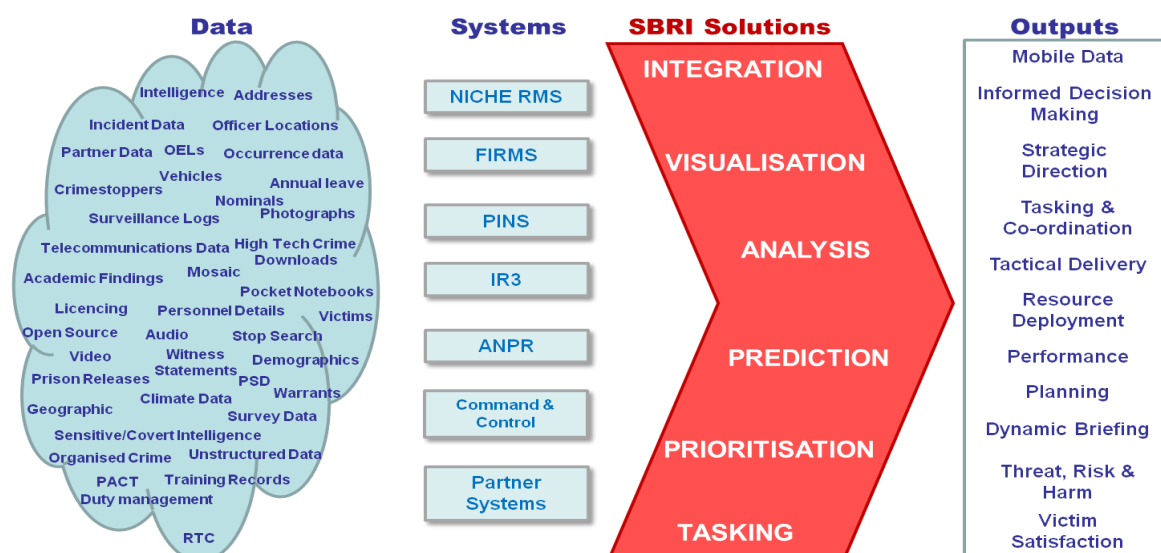 Data
Intelligence
Addresses
Incident Data
Officer Locations
Partner Data
OELs
Occurrence data
Vehicles
Crimestoppers
Annual leave
Nominals
Surveillance Logs
Photographs
Telecommunications Data
High Tech Crime
Downloads
Mosaic
Academic Findings
Pocket Notebooks
Licencing
Personnel Details
Victims
Open Source
Audio
Stop Search
Video
Witness
Statements
Demographics
Prison Releases
PSD
Warrants
Climate Data
Geographic
Survey Data
Sensitive/Covert Intelligence
Organised Crime
Unstructured Data
PACT
Training Records
Duty management
RTC
Systems
NICHE RMS
FIRMS
PINS
IR3
ANPR
Command &
Control
Partner
Systems
SBRI Solutions
INTEGRATION
VISUALISATION
ANALYSIS
PREDICTION
PRIORITISATION
TASKING
Outputs
Mobile Data
Informed Decision
Making
Strategic
Direction
Tasking &
Co-ordination
Tactical Delivery
Resource
Deployment
Performance
Planning
Dynamic Briefing
Threat, Risk &
Harm
Victim
Satisfaction